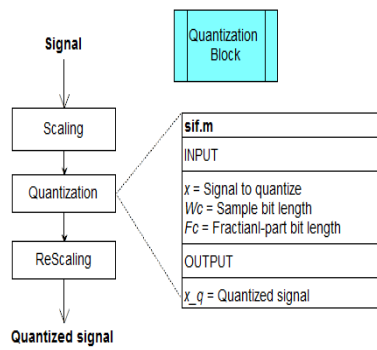 Signal
Quantization
Block
Scaling
Quantization
ReScaling
Quantized signal
sif.m
INPUT
x = Signal to quantize
Wc = Sample bit length
Fc = Fractianl-part bit length
OUTPUT
x_q = Quantized signal